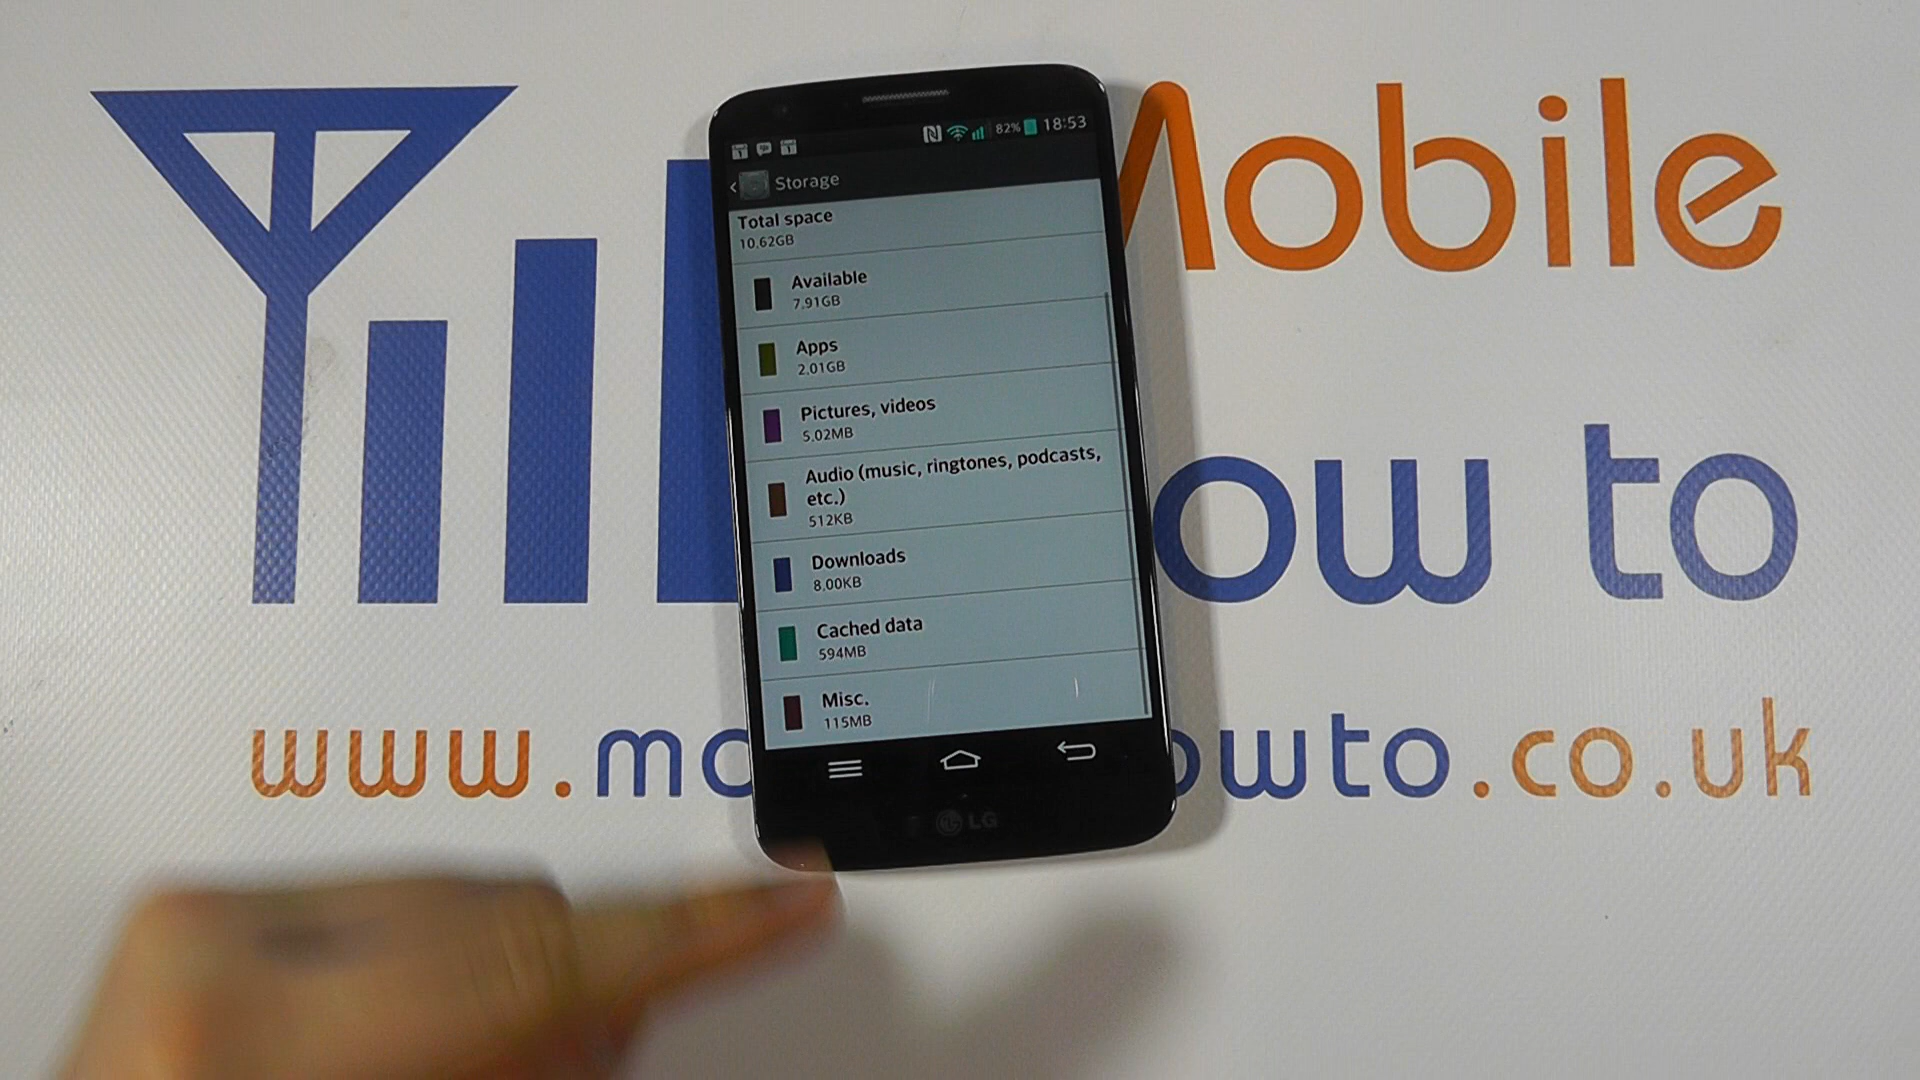 Mobile
82% 18:53
Storage
Total space
10.62GB
Available
7.91GB
Apps
2.01GB
Pictures, videos
5.02MB
Audio (music, ringtones, podcasts,
etc.)
512KB
ow to
Downloads
8.00KB
Cached data
594MB
Misc.
115MB
www.mo owto.co.uk
LG